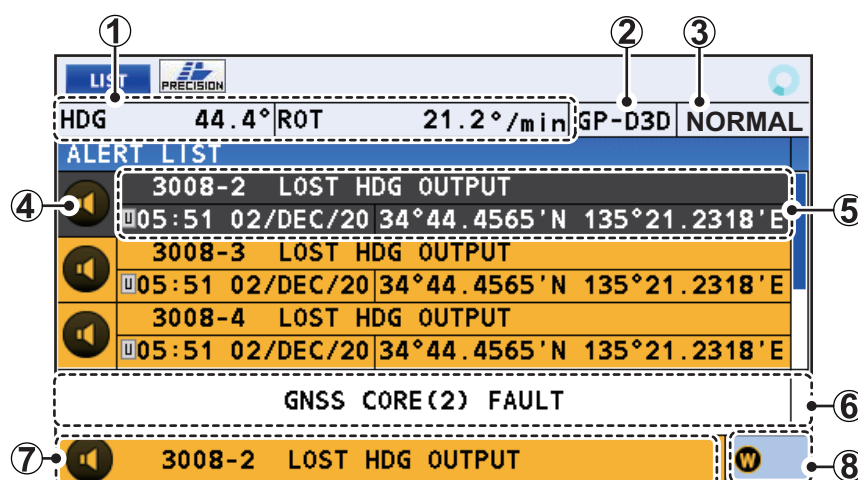 1 2 3
LIST PRECISION
HDG 44.4° ROT 21.2°/min GP-D3D NORMAL
ALERT LIST
4 3008-2 LOST HDG OUTPUT
U 05:51 02/DEC/20 34°44.4565'N 135°21.2318'E 5
3008-3 LOST HDG OUTPUT
U 05:51 02/DEC/20 34°44.4565'N 135°21.2318'E
3008-4 LOST HDG OUTPUT
U 05:51 02/DEC/20 34°44.4565'N 135°21.2318'E
GNSS CORE(2) FAULT 6
7 3008-2 LOST HDG OUTPUT W 8